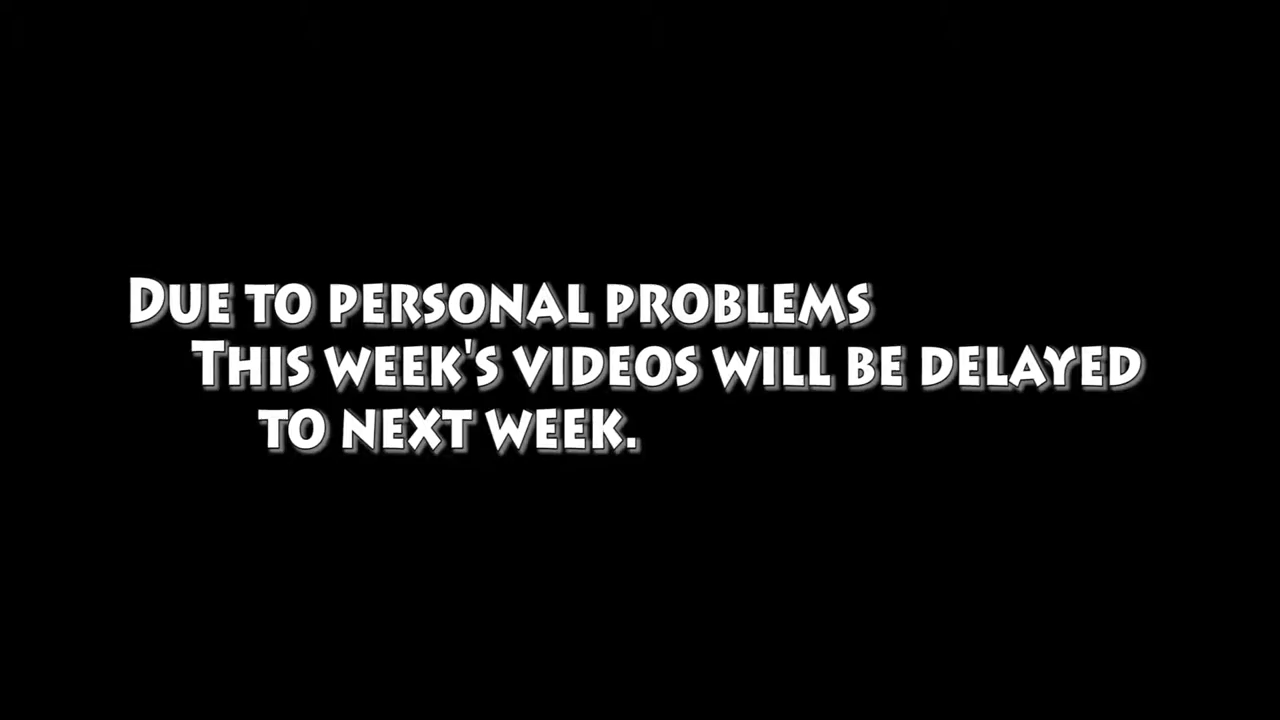 Due to personal problems
This week's videos will be delayed
to next week.